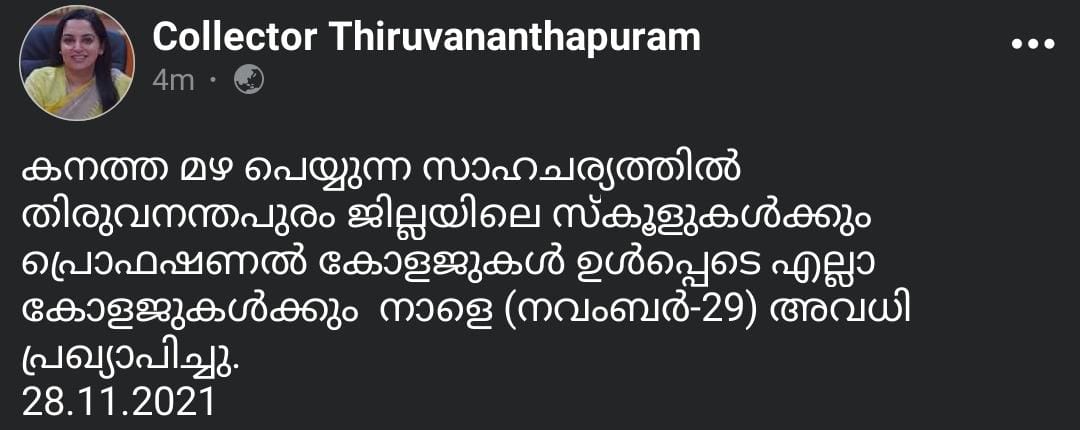 Collector Thiruvananthapuram
4m ·
കനത്ത മഴ പെയ്യുന്ന സാഹചര്യത്തിൽ
തിരുവനന്തപുരം ജില്ലയിലെ സ്കൂളുകൾക്കും
പ്രൊഫഷണൽ കോളജുകൾ ഉൾപ്പെടെ എല്ലാ
കോളജുകൾക്കും നാളെ (നവംബർ-29) അവധി
പ്രഖ്യാപിച്ചു.
28.11.2021